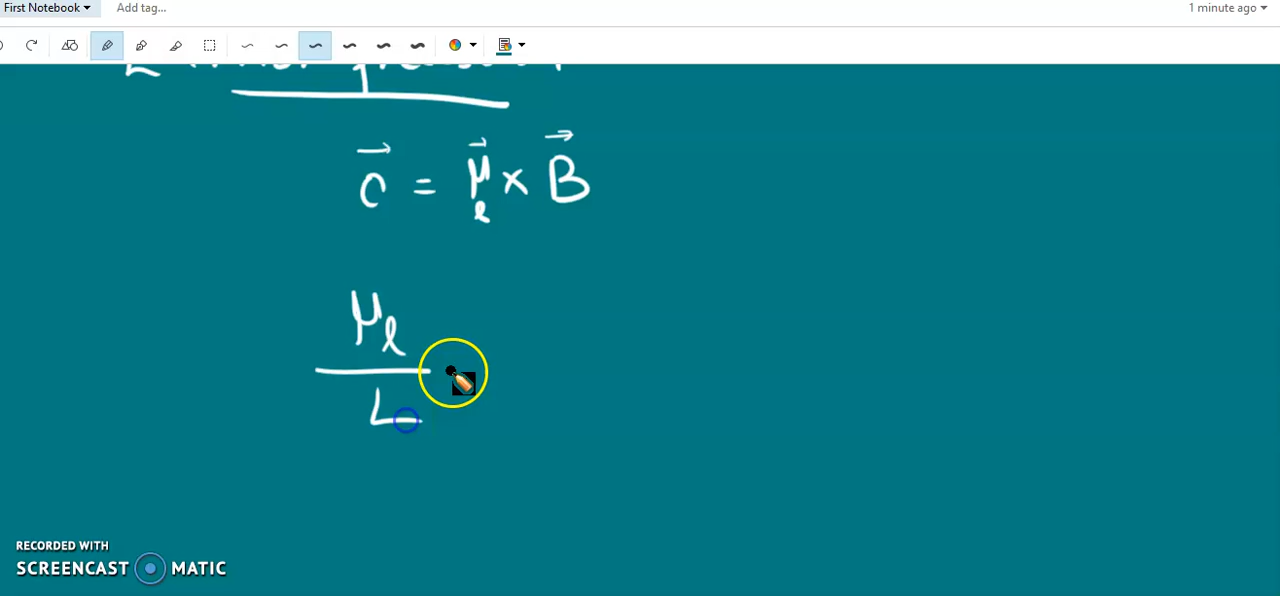 First Notebook Add tag... 1 minute ago
c⃗ = μ⃗ₗ × B⃗
μₗ
L
RECORDED WITH
SCREENCAST MATIC